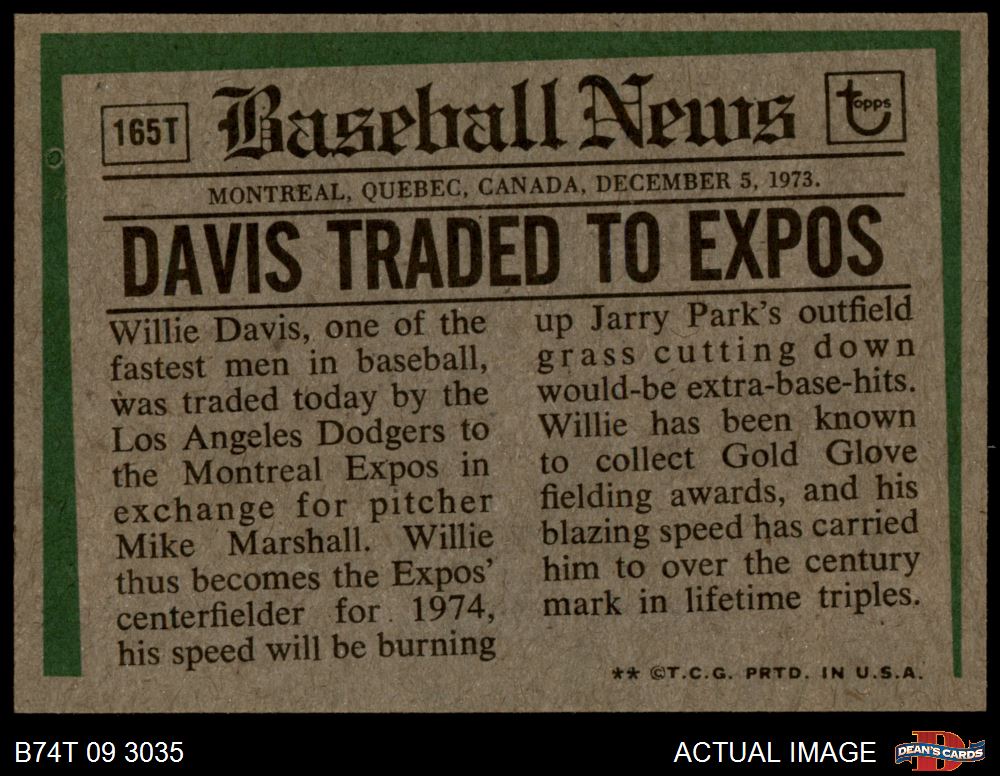 165T
Baseball News
topps
MONTREAL, QUEBEC, CANADA, DECEMBER 5, 1973.
DAVIS TRADED TO EXPOS
Willie Davis, one of the
fastest men in baseball,
was traded today by the
Los Angeles Dodgers to
the Montreal Expos in
exchange for pitcher
Mike Marshall. Willie
thus becomes the Expos'
centerfielder for 1974,
his speed will be burning
up Jarry Park's outfield
grass cutting down
would-be extra-base-hits.
Willie has been known
to collect Gold Glove
fielding awards, and his
blazing speed has carried
him to over the century
mark in lifetime triples.
** ©T.C.G. PRTD. IN U.S.A.
B74T 09 3035
ACTUAL IMAGE
DEAN'S CARDS